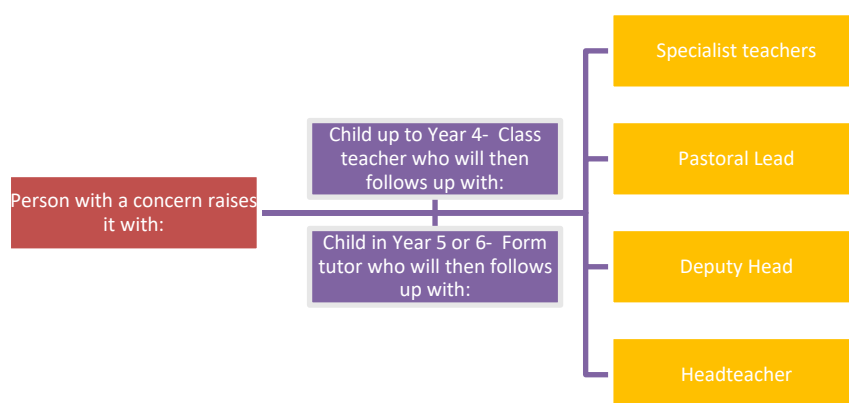 Person with a concern raises
it with:
Child up to Year 4- Class
teacher who will then
follows up with:
Child in Year 5 or 6- Form
tutor who will then follows
up with:
Specialist teachers
Pastoral Lead
Deputy Head
Headteacher